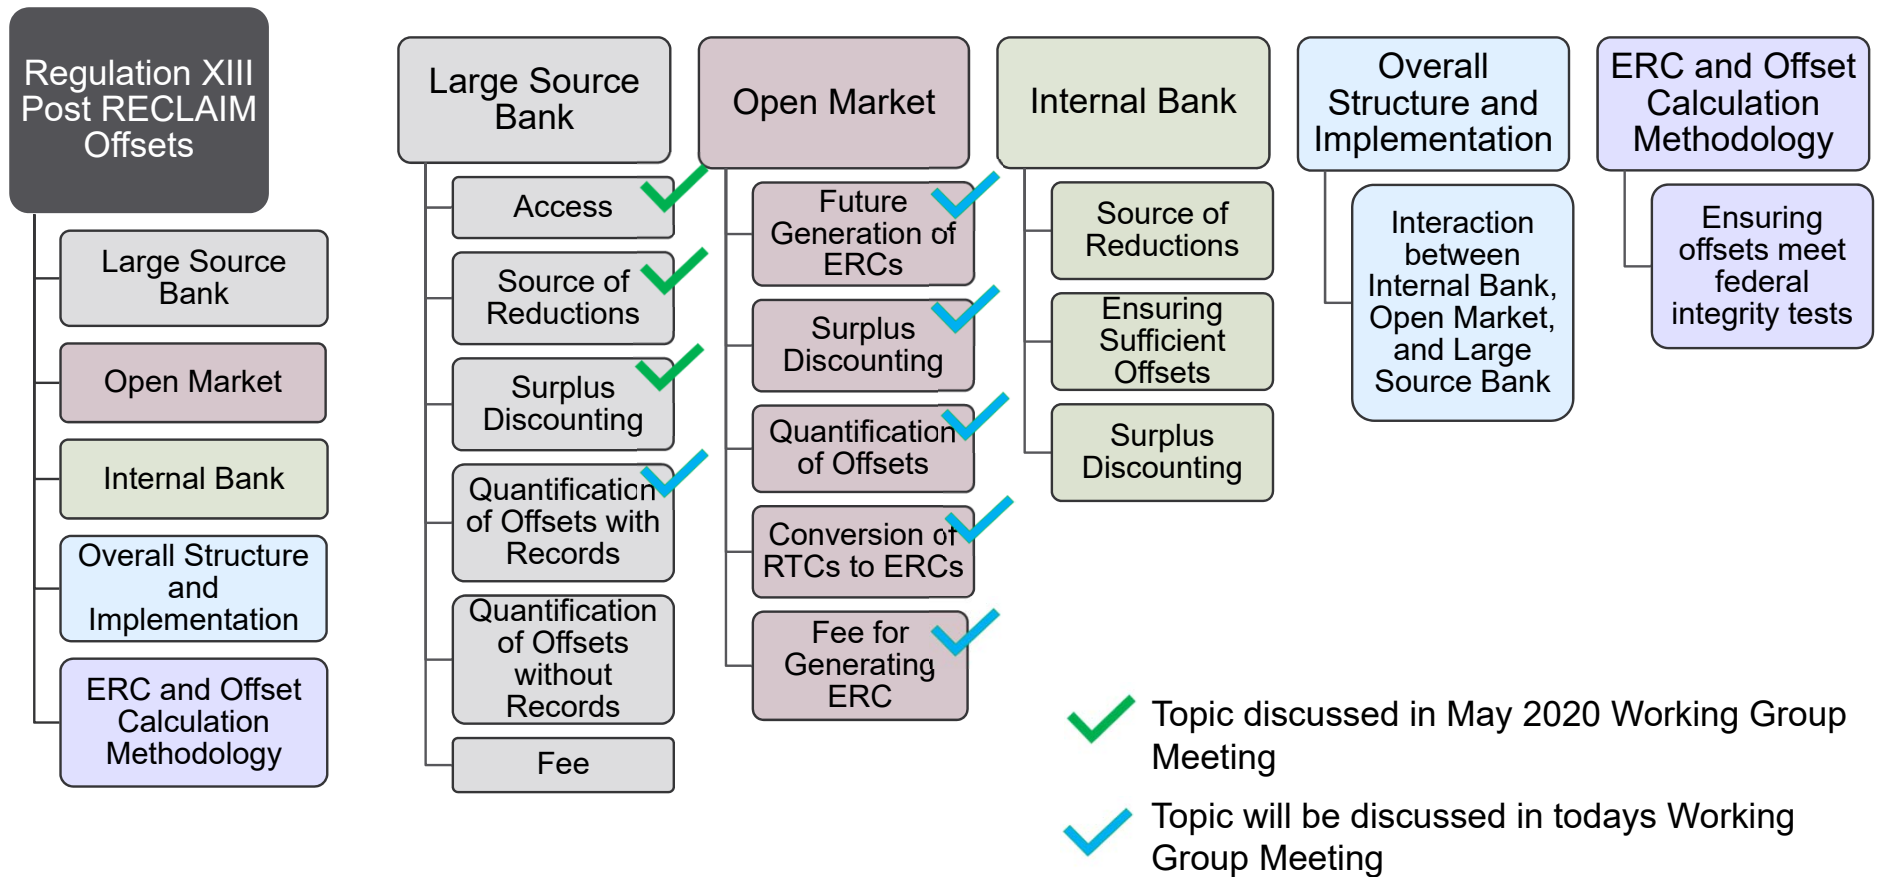 Regulation XIII
Post RECLAIM
Offsets
Large Source
Bank
Open Market
Internal Bank
Overall Structure
and
Implementation
ERC and Offset
Calculation
Methodology
Large Source
Bank
Access
Source of
Reductions
Surplus
Discounting
Quantification
of Offsets with
Records
Quantification
of Offsets
without
Records
Fee
Open Market
Future
Generation of
ERCs
Surplus
Discounting
Quantification
of Offsets
Conversion of
RTCs to ERCs
Fee for
Generating
ERC
Internal Bank
Source of
Reductions
Ensuring
Sufficient
Offsets
Surplus
Discounting
Overall
Structure and
Implementation
Interaction
between
Internal Bank,
Open Market,
and Large
Source Bank
ERC and Offset
Calculation
Methodology
Ensuring
offsets meet
federal
integrity tests
Topic discussed in May 2020 Working Group
Meeting
Topic will be discussed in todays Working
Group Meeting